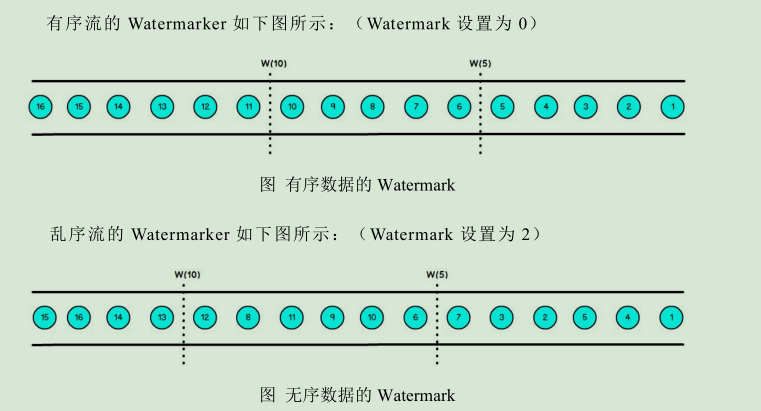 有序流的 Watermarker 如下图所示：（Watermark 设置为 0）
W(10) W(5)
16 15 14 13 12 11 10 9 8 7 6 5 4 3 2 1
图 有序数据的 Watermark
乱序流的 Watermarker 如下图所示：（Watermark 设置为 2）
W(10) W(5)
15 16 14 13 12 8 11 9 10 6 7 3 2 5 4 1
图 无序数据的 Watermark